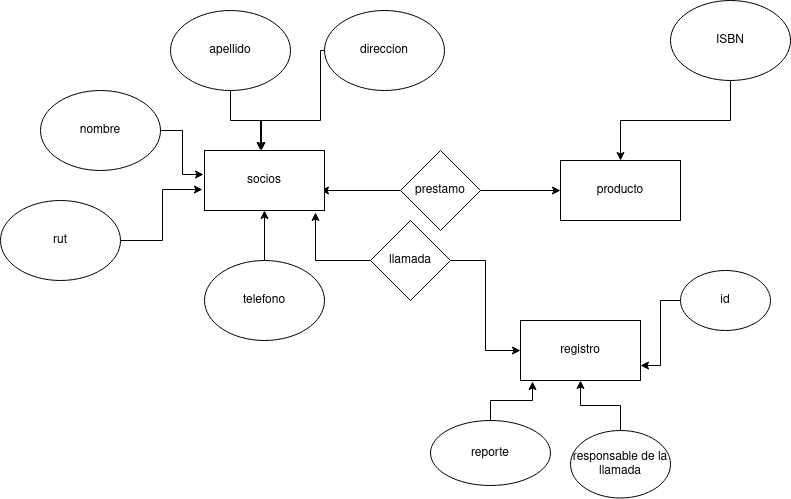 ISBN
apellido
direccion
nombre
socios
prestamo
producto
rut
llamada
telefono
id
registro
reporte
responsable de la
llamada